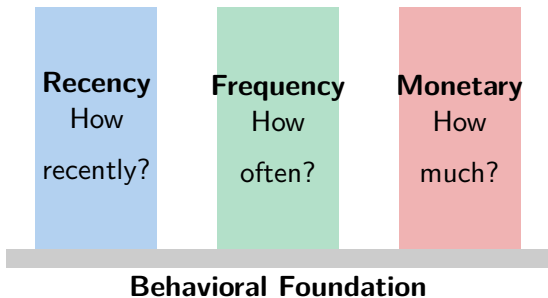 Recency
How
recently?
Frequency
How
often?
Monetary
How
much?
Behavioral Foundation